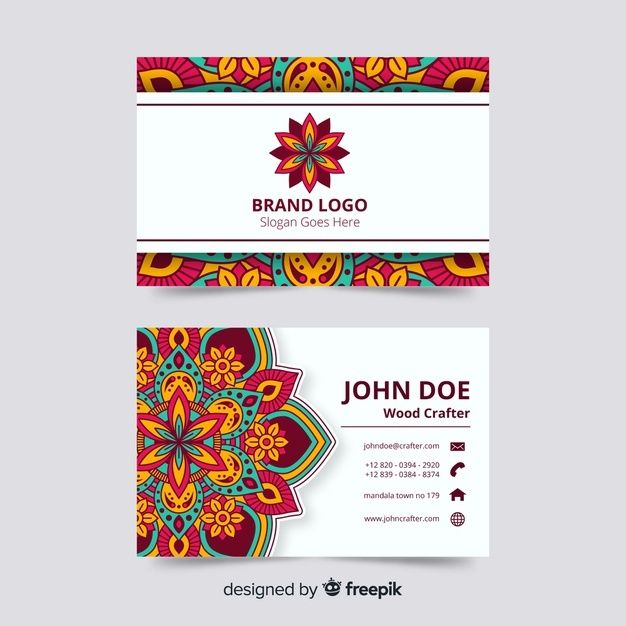 BRAND LOGO
Slogan Goes Here
JOHN DOE
Wood Crafter
johndoe@crafter.com
+12 820 - 0394 - 2920
+12 839 - 0384 - 8374
mandala town no 179
www.johncrafter.com
designed by freepik